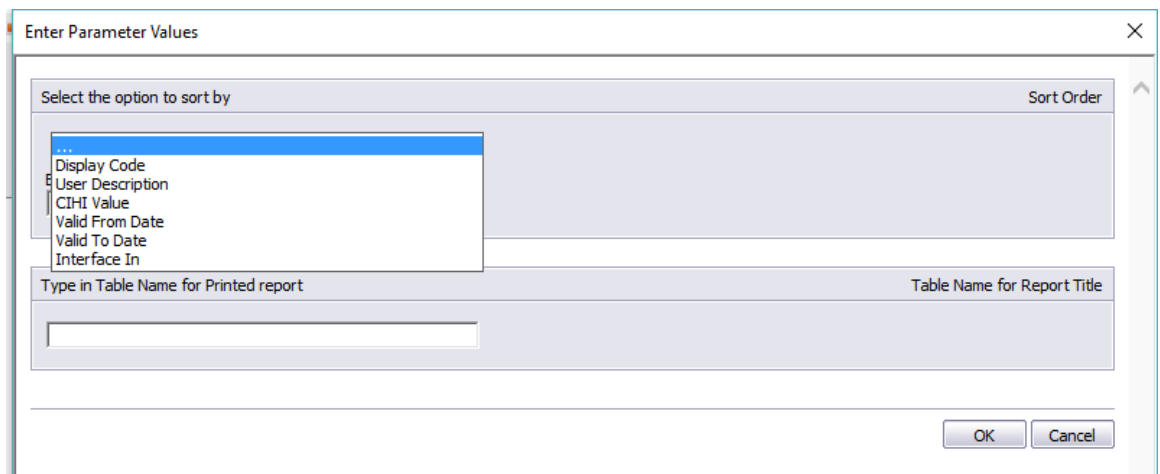 Enter Parameter Values
Select the option to sort by Sort Order
...
Display Code
User Description
CIHI Value
Valid From Date
Valid To Date
Interface In
Type in Table Name for Printed report Table Name for Report Title
OK Cancel